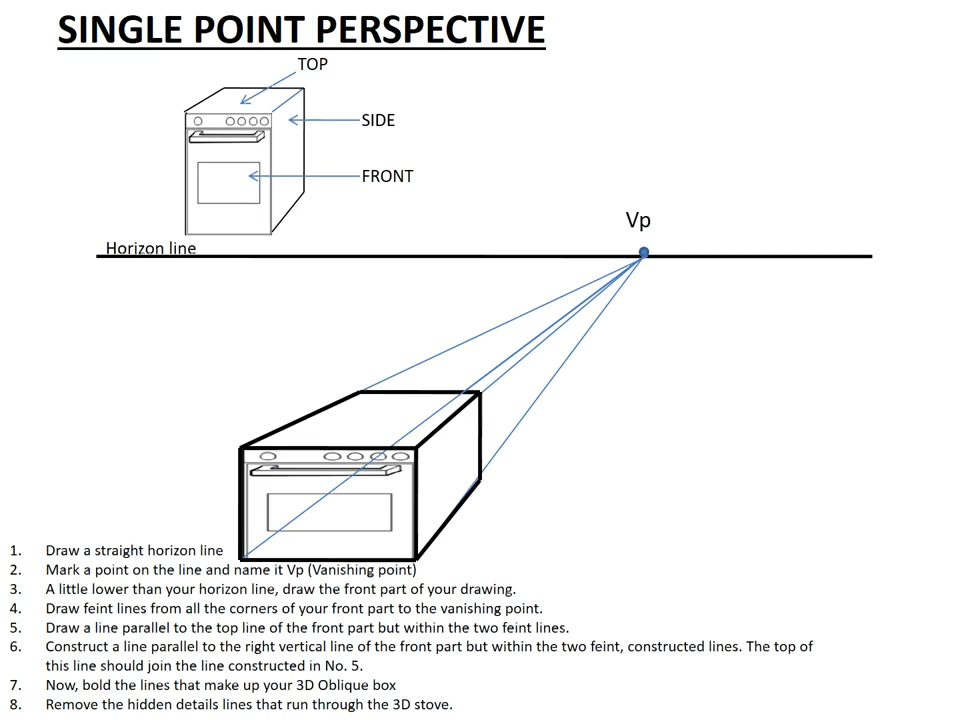 SINGLE POINT PERSPECTIVE
TOP
SIDE
FRONT
Vp
Horizon line
1. Draw a straight horizon line
2. Mark a point on the line and name it Vp (Vanishing point)
3. A little lower than your horizon line, draw the front part of your drawing.
4. Draw feint lines from all the corners of your front part to the vanishing point.
5. Draw a line parallel to the top line of the front part but within the two feint lines.
6. Construct a line parallel to the right vertical line of the front part but within the two feint, constructed lines. The top of
this line should join the line constructed in No. 5.
7. Now, bold the lines that make up your 3D Oblique box
8. Remove the hidden details lines that run through the 3D stove.